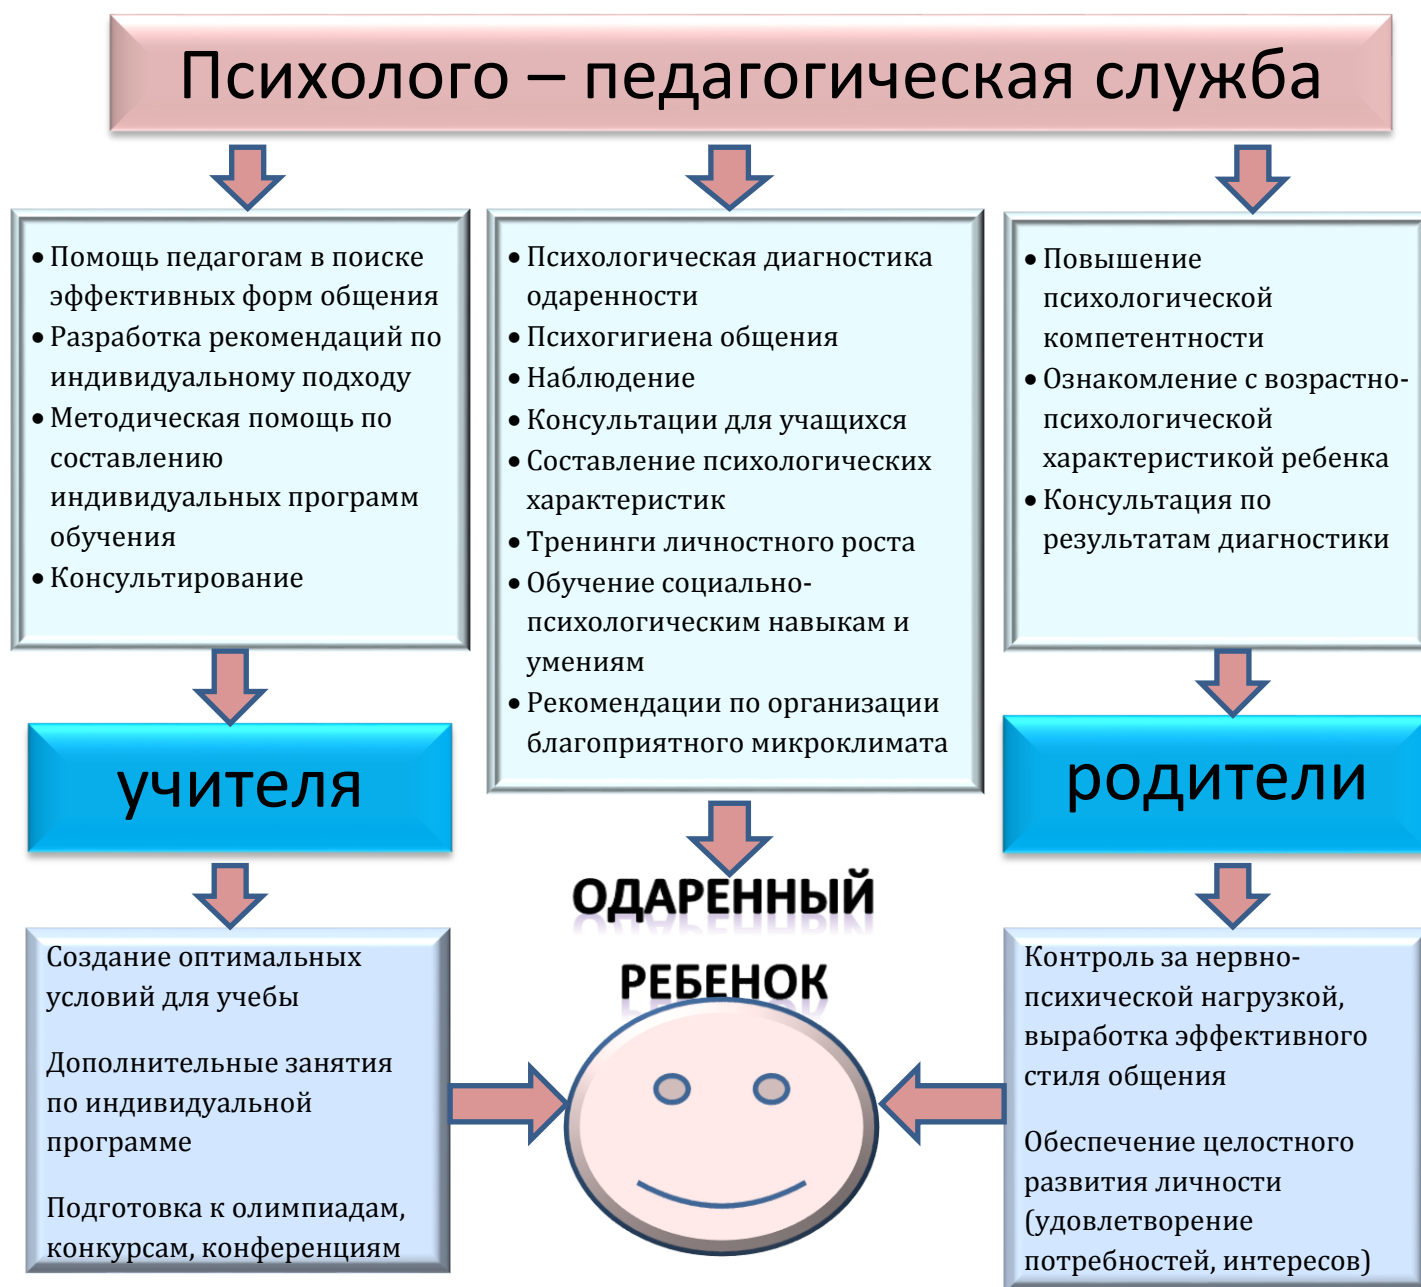 Психолого – педагогическая служба
• Помощь педагогам в поиске
эффективных форм общения
• Разработка рекомендаций по
индивидуальному подходу
• Методическая помощь по
составлению
индивидуальных программ
обучения
• Консультирование
• Психологическая диагностика
одаренности
• Психогигиена общения
• Наблюдение
• Консультации для учащихся
• Составление психологических
характеристик
• Тренинги личностного роста
• Обучение социально-
психологическим навыкам и
умениям
• Рекомендации по организации
благоприятного микроклимата
• Повышение
психологической
компетентности
• Ознакомление с возрастно-
психологической
характеристикой ребенка
• Консультация по
результатам диагностики
учителя
родители
ОДАРЕННЫЙ
РЕБЕНОК
Создание оптимальных
условий для учебы
Дополнительные занятия
по индивидуальной
программе
Подготовка к олимпиадам,
конкурсам, конференциям
Контроль за нервно-
психической нагрузкой,
выработка эффективного
стиля общения
Обеспечение целостного
развития личности
(удовлетворение
потребностей, интересов)